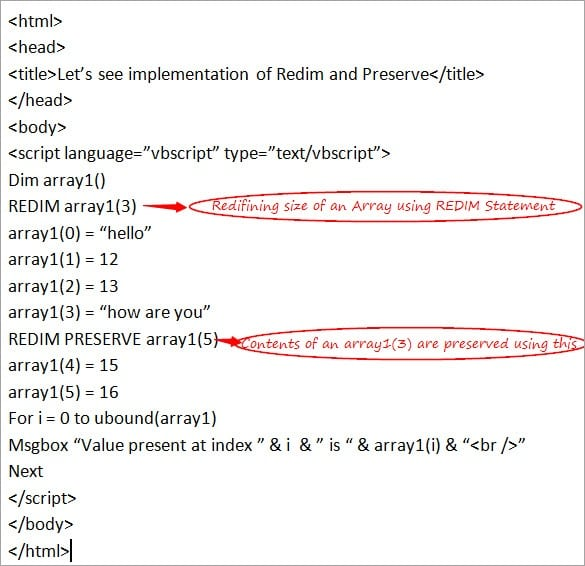 <html>
<head>
<title>Let’s see implementation of Redim and Preserve</title>
</head>
<body>
<script language=”vbscript” type=”text/vbscript”>
Dim array1()
REDIM array1(3) Redifining size of an Array using REDIM Statement
array1(0) = “hello”
array1(1) = 12
array1(2) = 13
array1(3) = “how are you”
REDIM PRESERVE array1(5) Contents of an array1(3) are preserved using this
array1(4) = 15
array1(5) = 16
For i = 0 to ubound(array1)
Msgbox “Value present at index ” & i  & ” is “ & array1(i) & “<br />”
Next
</script>
</body>
</html>